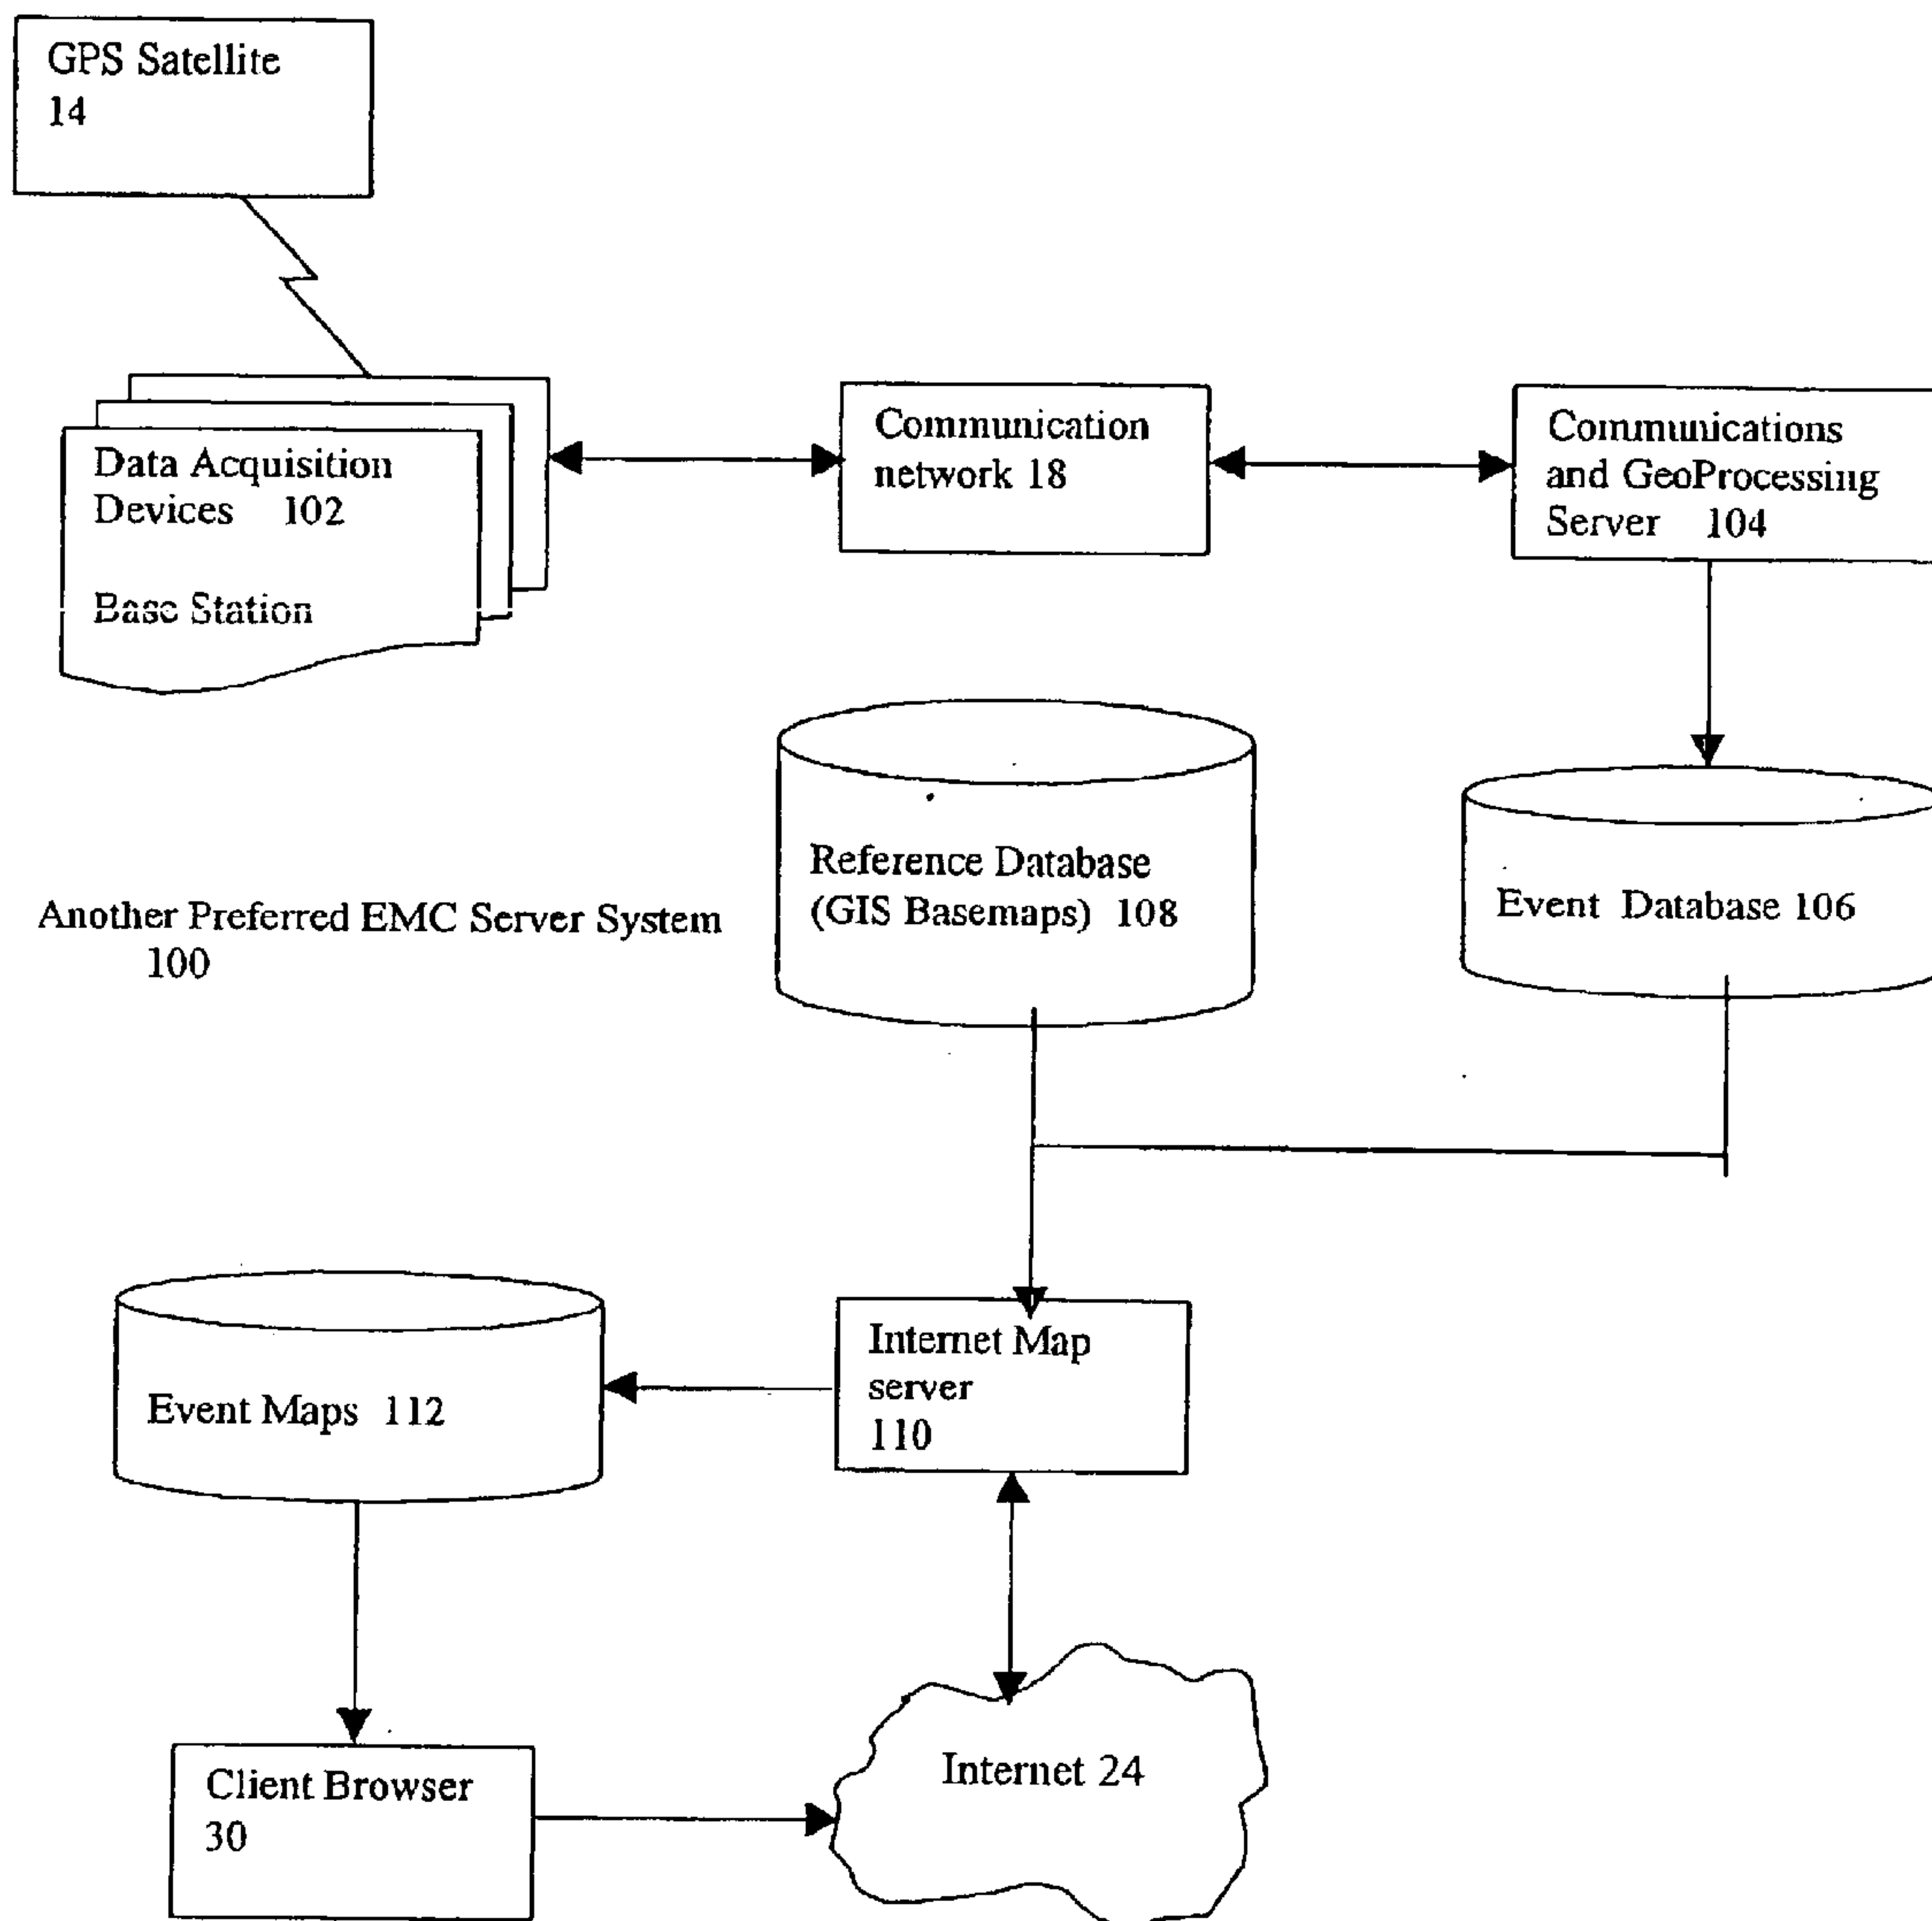 GPS Satellite
14
Data Acquisition
Devices 102
Base Station
Communication
network 18
Communications
and GeoProcessing
Server 104
Reference Database
(GIS Basemaps) 108
Event Database 106
Another Preferred EMC Server System
100
Internet Map
server
110
Event Maps 112
Client Browser
30
Internet 24